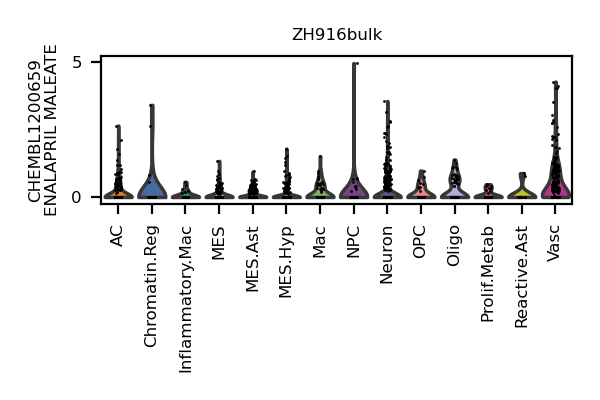 ZH916bulk
CHEMBL1200659
ENALAPRIL MALEATE
5
0
AC
Chromatin.Reg
Inflammatory.Mac
MES
MES.Ast
MES.Hyp
Mac
NPC
Neuron
OPC
Oligo
Prolif.Metab
Reactive.Ast
Vasc